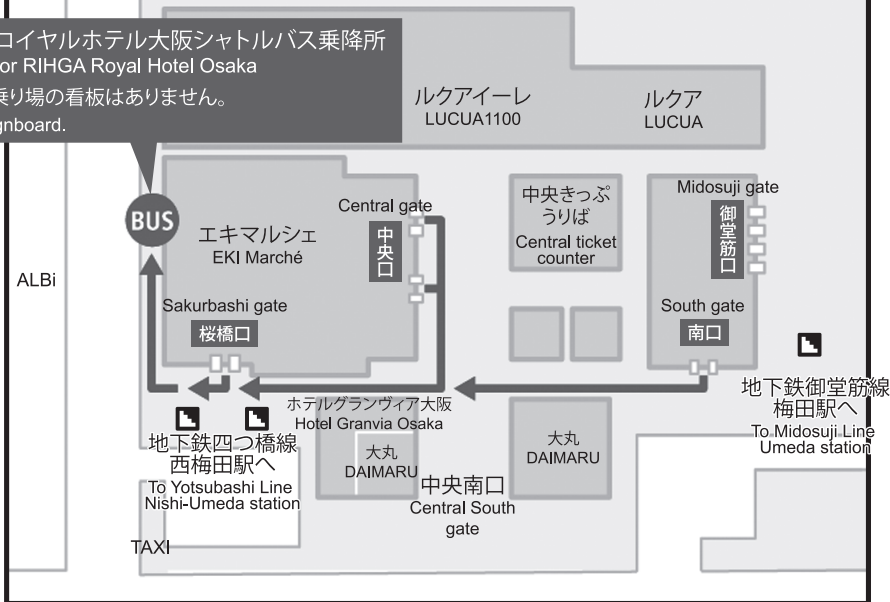 ロイヤルホテル大阪シャトルバス乗降所
or RIHGA Royal Hotel Osaka
乗り場の看板はありません。
gnboard.
ルクアイーレ
LUCUA1100
ルクア
LUCUA
BUS
エキマルシェ
EKI Marché
Central gate
中央口
中央きっぷ
うりば
Central ticket
counter
Midosuji gate
御堂筋口
ALBi
Sakurbashi gate
桜橋口
South gate
南口
地下鉄御堂筋線
梅田駅へ
To Midosuji Line
Umeda station
ホテルグランヴィア大阪
Hotel Granvia Osaka
地下鉄四つ橋線
西梅田駅へ
To Yotsubashi Line
Nishi-Umeda station
大丸
DAIMARU
大丸
DAIMARU
中央南口
Central South
gate
TAXI